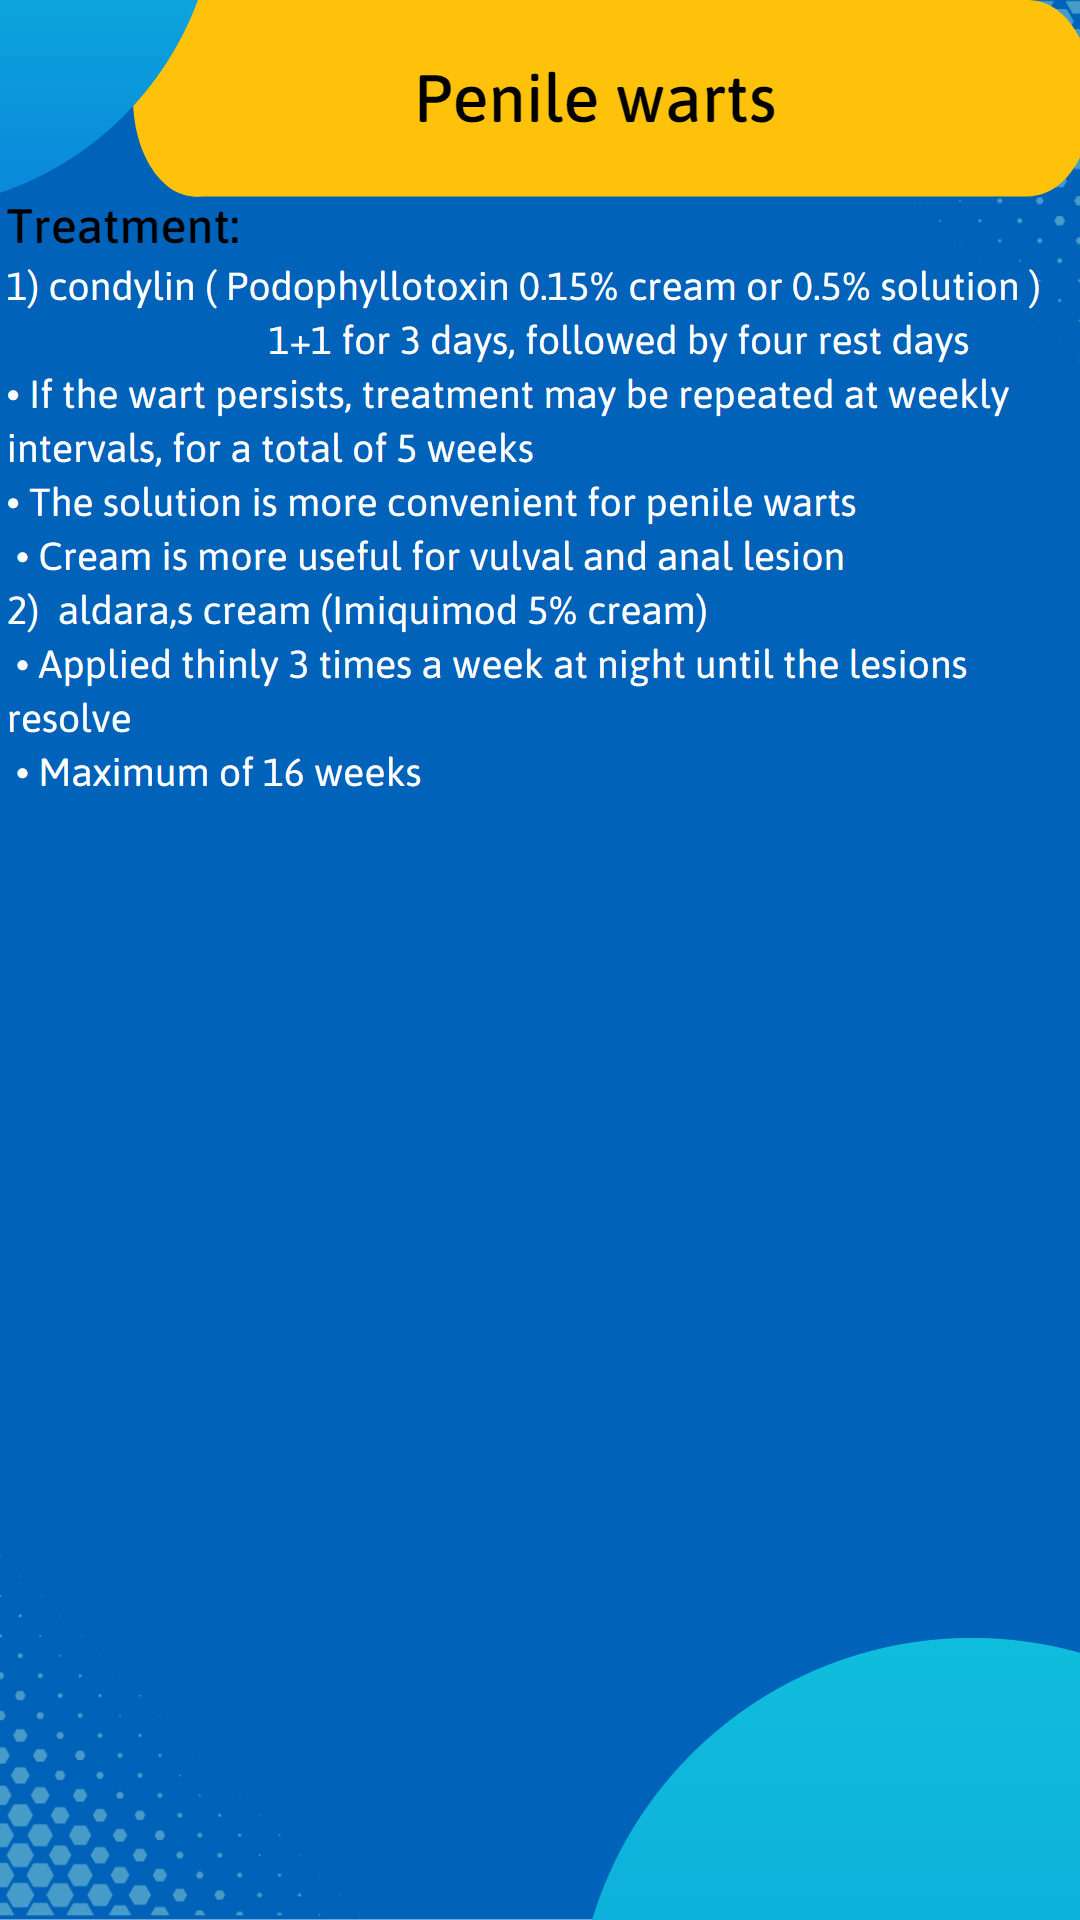 Penile warts
Treatment:
1) condylin ( Podophyllotoxin 0.15% cream or 0.5% solution )
1+1 for 3 days, followed by four rest days
• If the wart persists, treatment may be repeated at weekly
intervals, for a total of 5 weeks
• The solution is more convenient for penile warts
• Cream is more useful for vulval and anal lesion
2)  aldara,s cream (Imiquimod 5% cream)
• Applied thinly 3 times a week at night until the lesions
resolve
• Maximum of 16 weeks